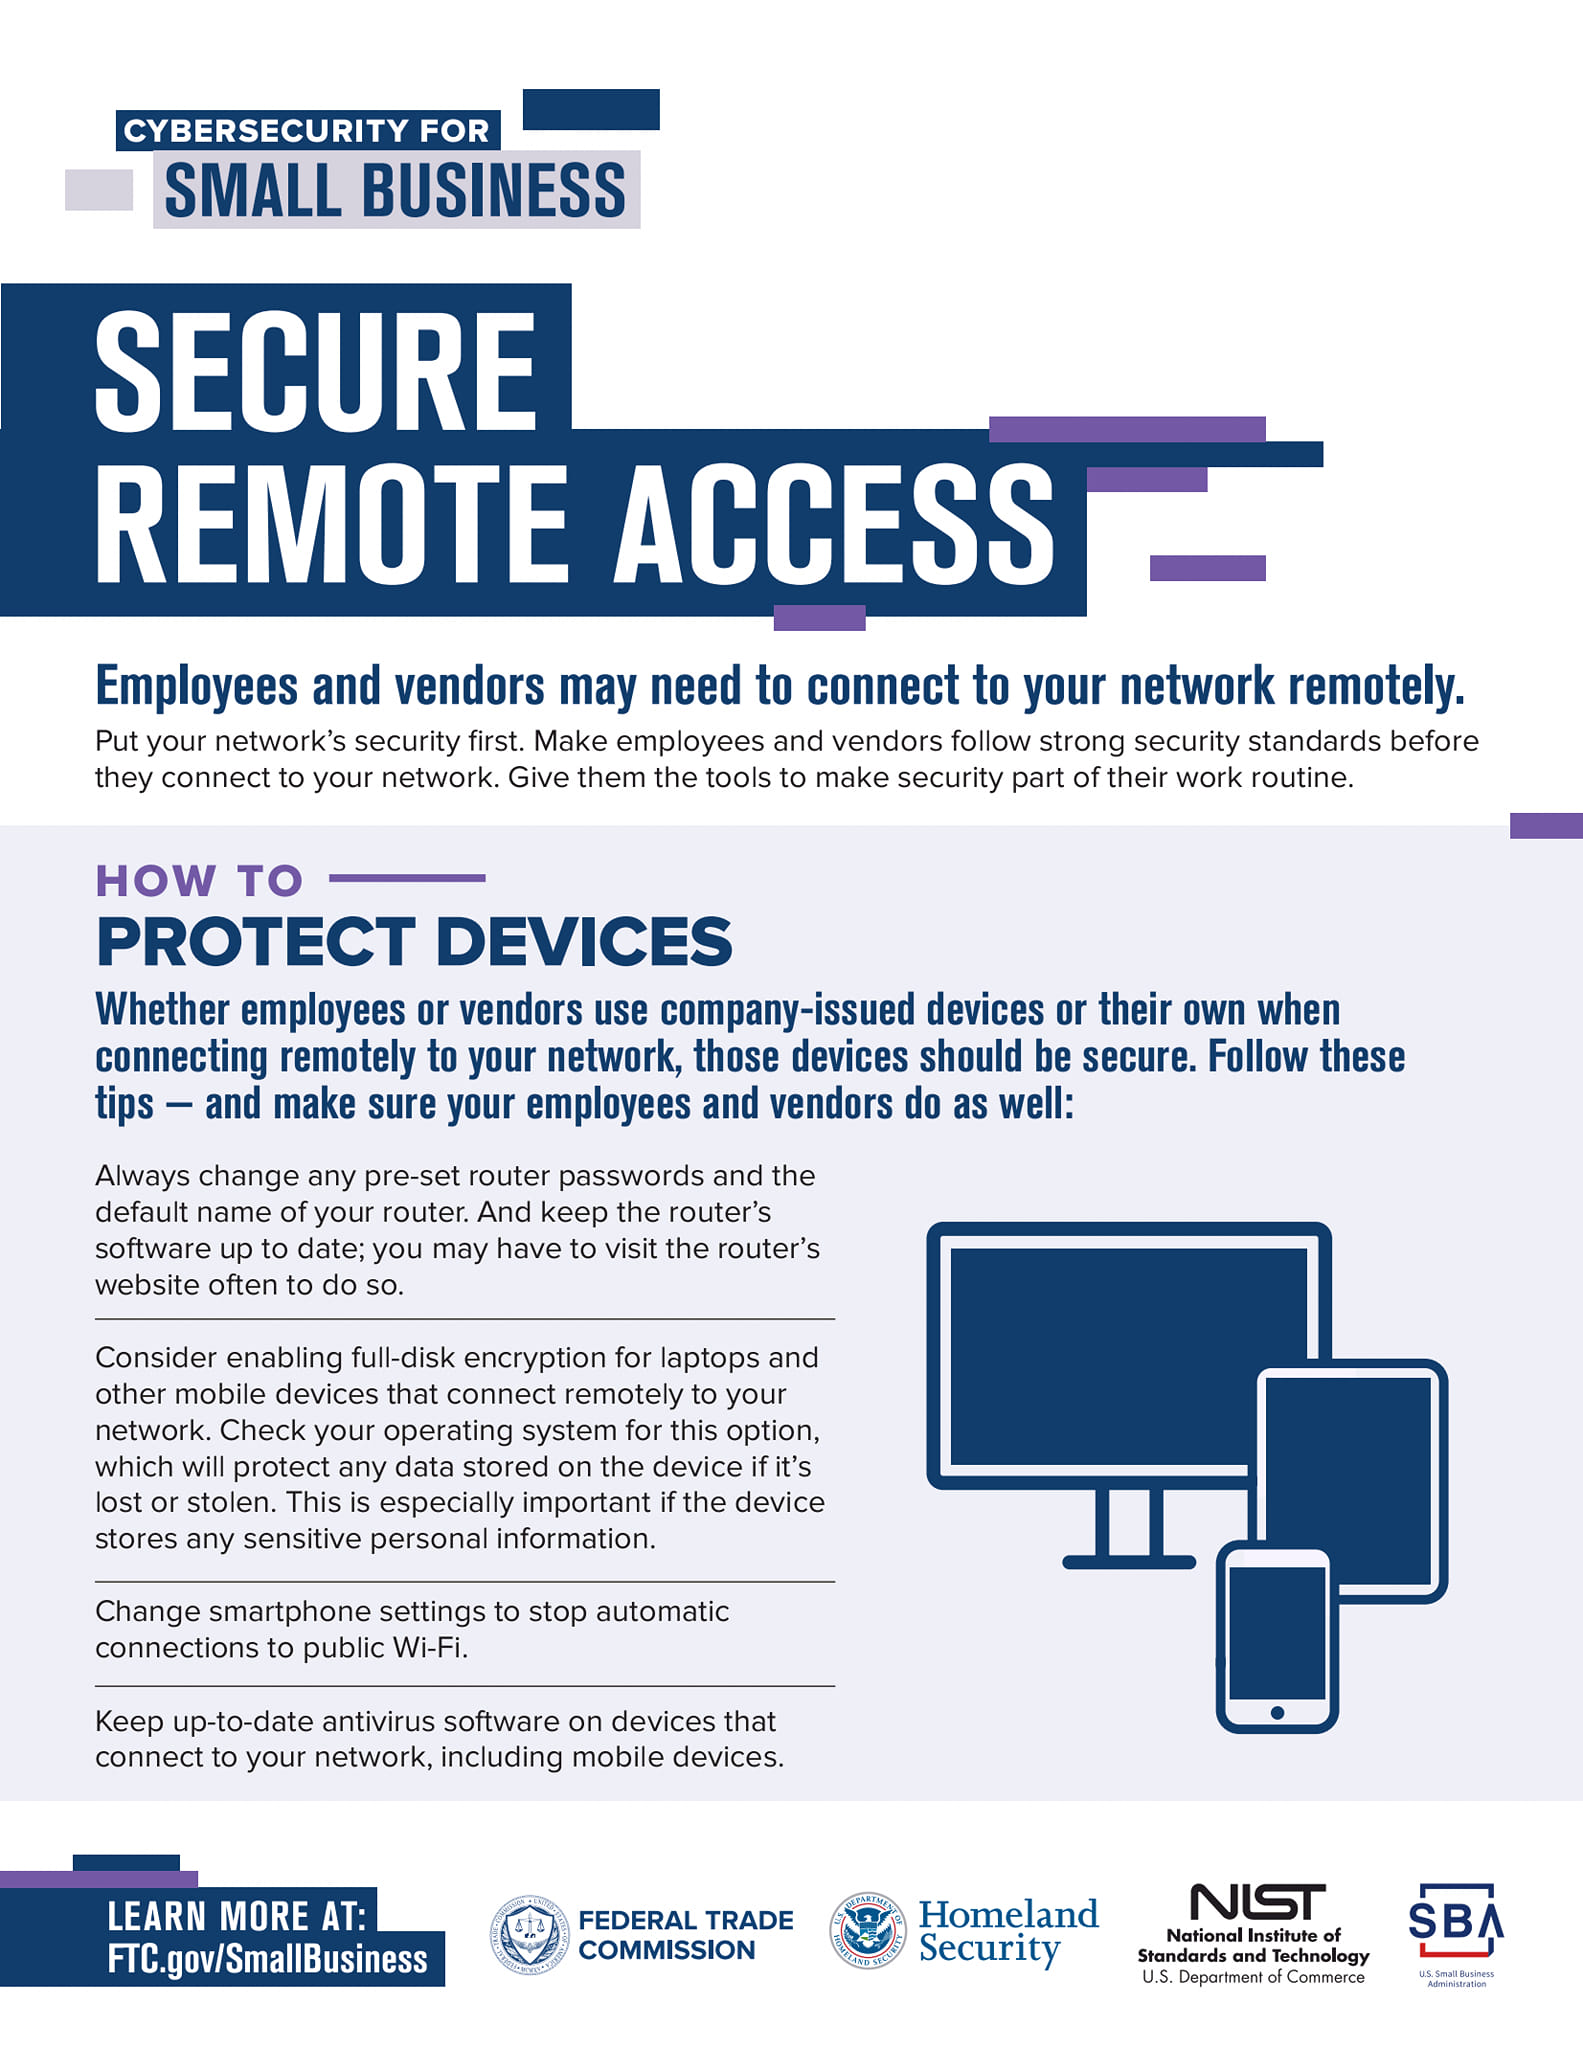 CYBERSECURITY FOR
SMALL BUSINESS
SECURE
REMOTE ACCESS
Employees and vendors may need to connect to your network remotely.
Put your network’s security first. Make employees and vendors follow strong security standards before
they connect to your network. Give them the tools to make security part of their work routine.
HOW TO
PROTECT DEVICES
Whether employees or vendors use company-issued devices or their own when
connecting remotely to your network, those devices should be secure. Follow these
tips — and make sure your employees and vendors do as well:
Always change any pre-set router passwords and the
default name of your router. And keep the router’s
software up to date; you may have to visit the router’s
website often to do so.
Consider enabling full-disk encryption for laptops and
other mobile devices that connect remotely to your
network. Check your operating system for this option,
which will protect any data stored on the device if it’s
lost or stolen. This is especially important if the device
stores any sensitive personal information.
Change smartphone settings to stop automatic
connections to public Wi-Fi.
Keep up-to-date antivirus software on devices that
connect to your network, including mobile devices.
LEARN MORE AT:
FTC.gov/SmallBusiness
FEDERAL TRADE
COMMISSION
U.S. DEPARTMENT OF
HOMELAND SECURITY
Homeland
Security
NIST
National Institute of
Standards and Technology
U.S. Department of Commerce
SBA
U.S. Small Business
Administration